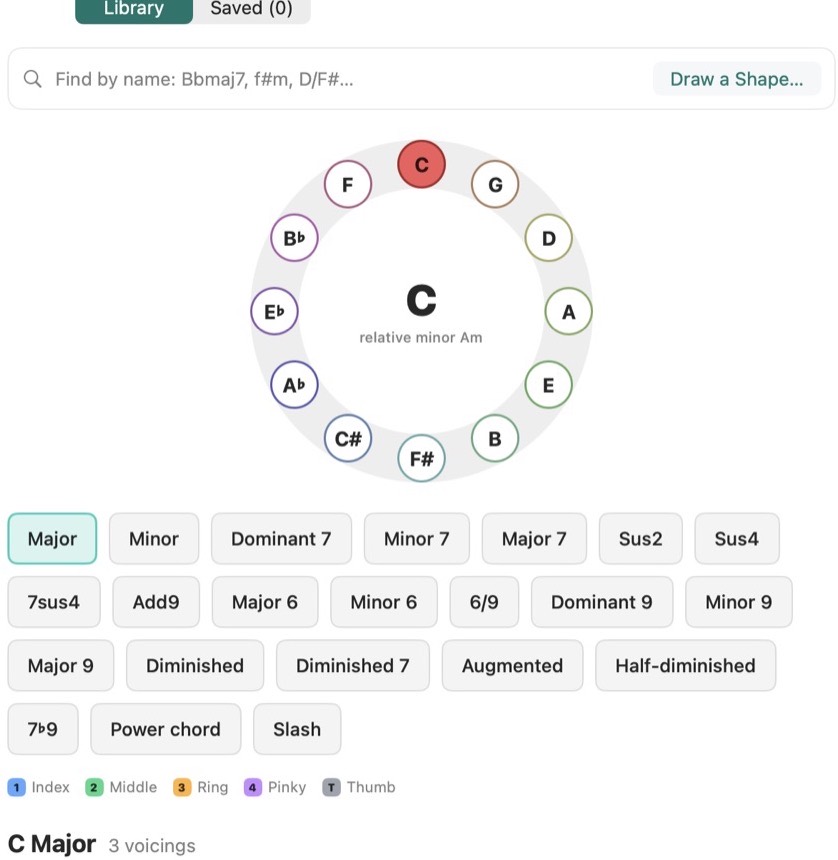 Library Saved (0)
Find by name: Bbmaj7, f#m, D/F#... Draw a Shape...
C
F G
B♭ D
C
E♭ A
relative minor Am
A♭ E
C# B
F#
Major Minor Dominant 7 Minor 7 Major 7 Sus2 Sus4
7sus4 Add9 Major 6 Minor 6 6/9 Dominant 9 Minor 9
Major 9 Diminished Diminished 7 Augmented Half-diminished
7♭9 Power chord Slash
1 Index 2 Middle 3 Ring 4 Pinky T Thumb
C Major 3 voicings